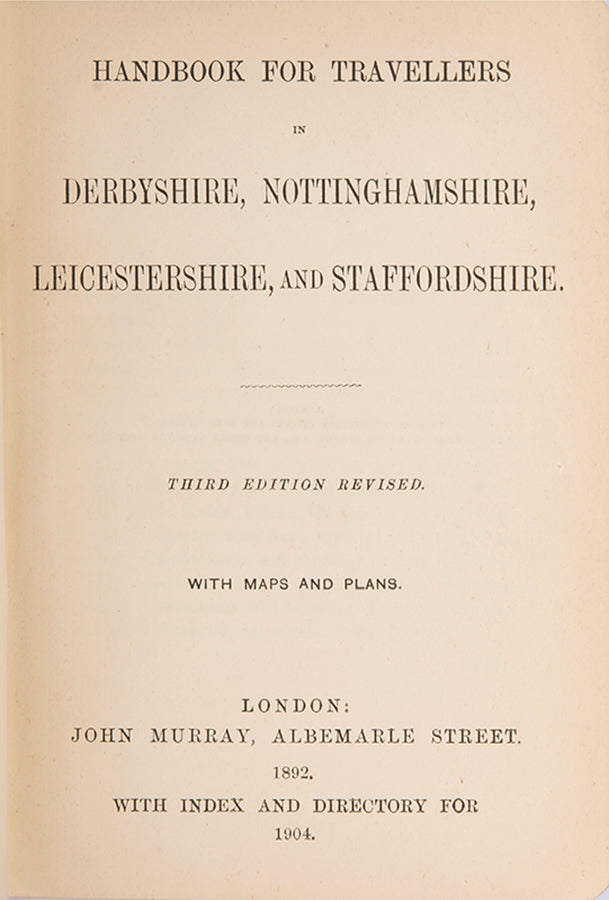 HANDBOOK FOR TRAVELLERS
IN
DERBYSHIRE, NOTTINGHAMSHIRE,
LEICESTERSHIRE, AND STAFFORDSHIRE.
THIRD EDITION REVISED.
WITH MAPS AND PLANS.
LONDON:
JOHN MURRAY, ALBEMARLE STREET.
1892.
WITH INDEX AND DIRECTORY FOR
1904.